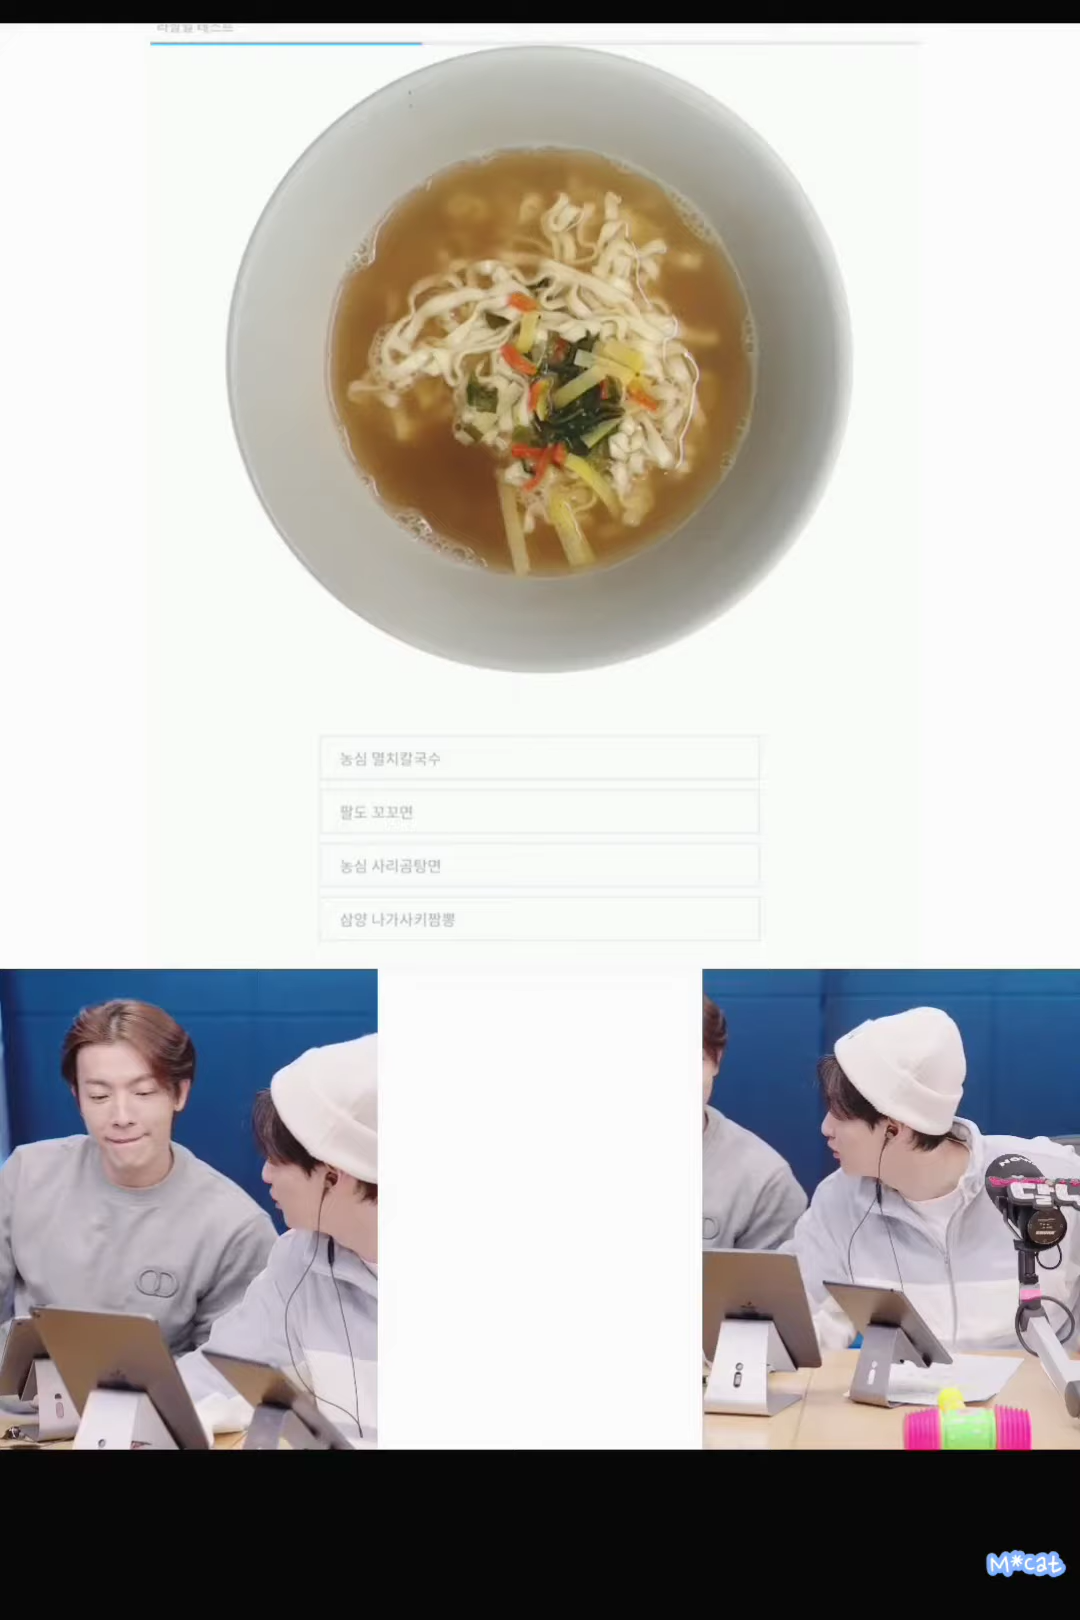 농심 멸치칼국수
팔도 꼬꼬면
농심 사리곰탕면
삼양 나가사키짬뽕
M*cat